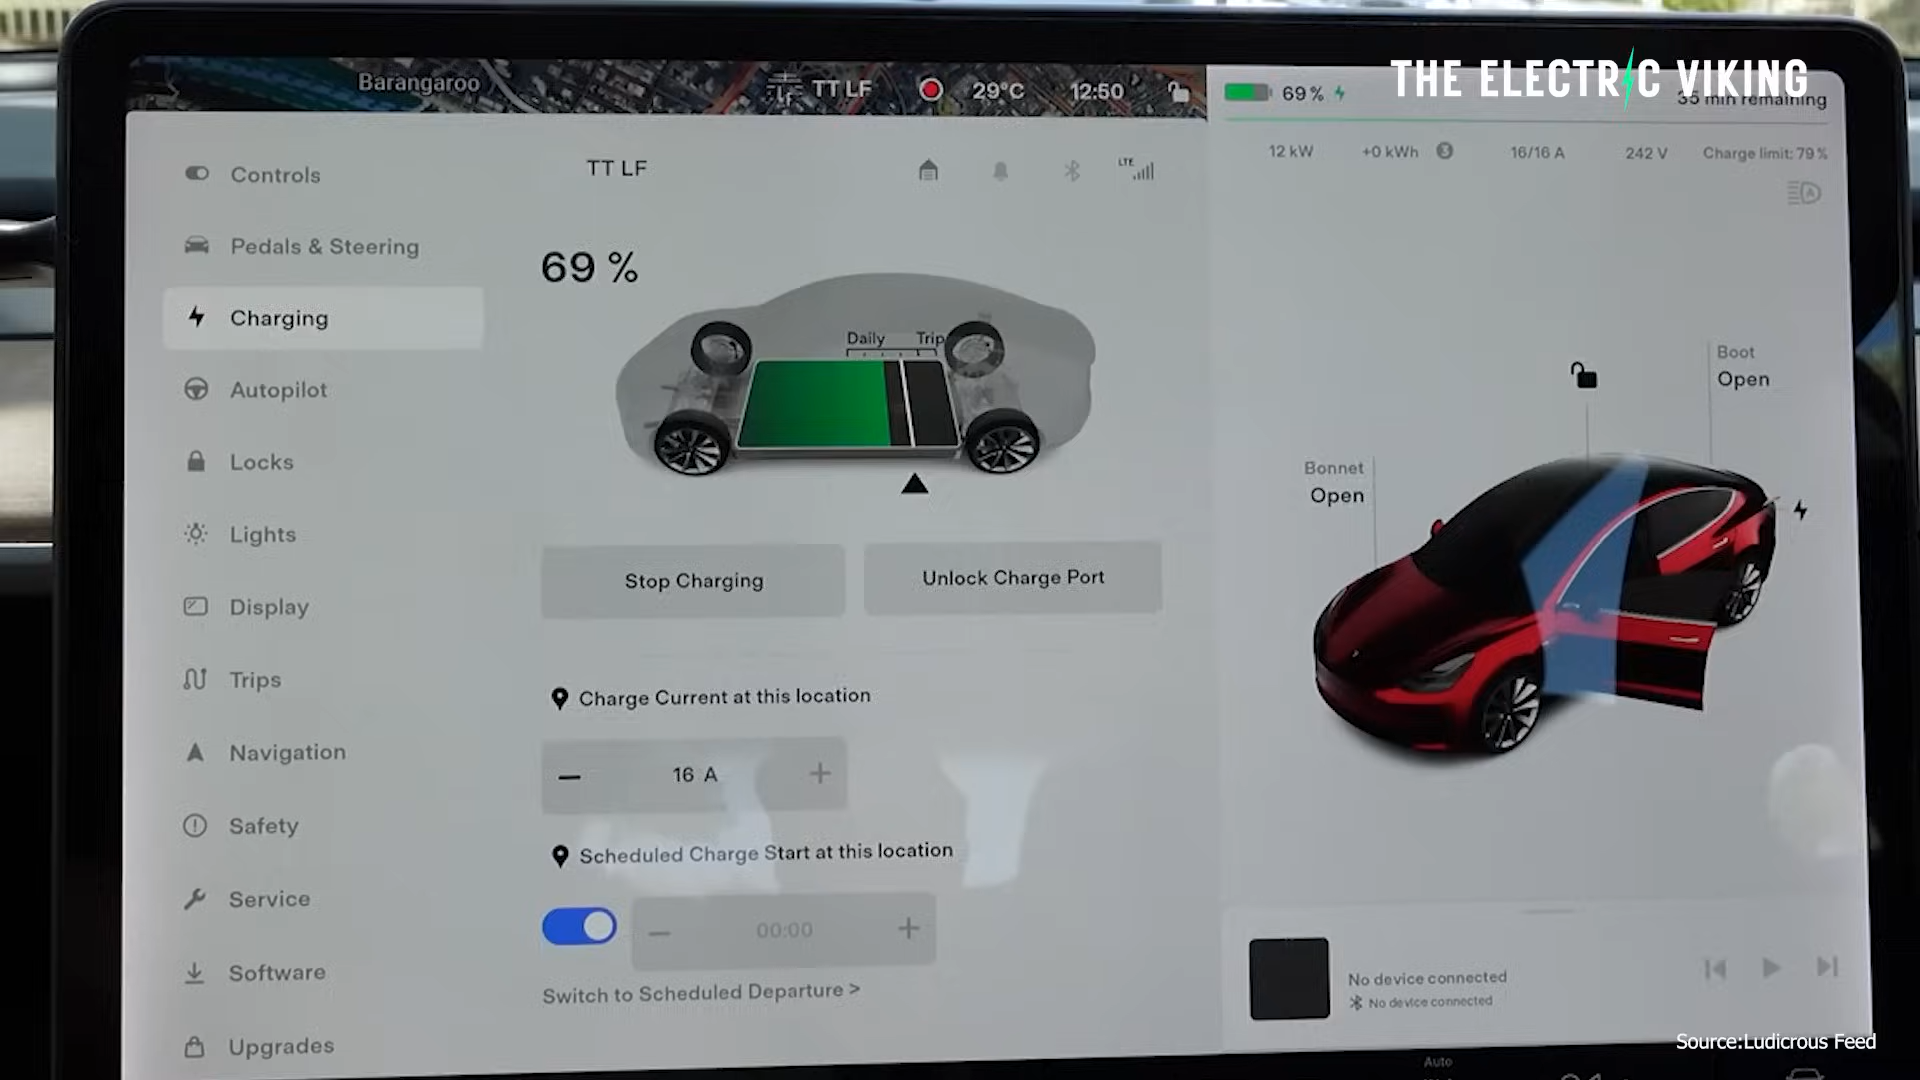 THE ELECTRIC VIKING
Barangaroo
TT LF
29°C
12:50
69 %
35 min remaining
12 kW
+0 kWh
3
16/16 A
242 V
Charge limit: 79 %
Controls
Pedals & Steering
Charging
Autopilot
Locks
Lights
Display
Trips
Navigation
Safety
Service
Software
Upgrades
TT LF
LTE
69 %
Daily
Trip
Stop Charging
Unlock Charge Port
Charge Current at this location
16 A
Scheduled Charge Start at this location
00:00
Switch to Scheduled Departure >
Boot
Open
Bonnet
Open
No device connected
No device connected
Source:Ludicrous Feed
Auto